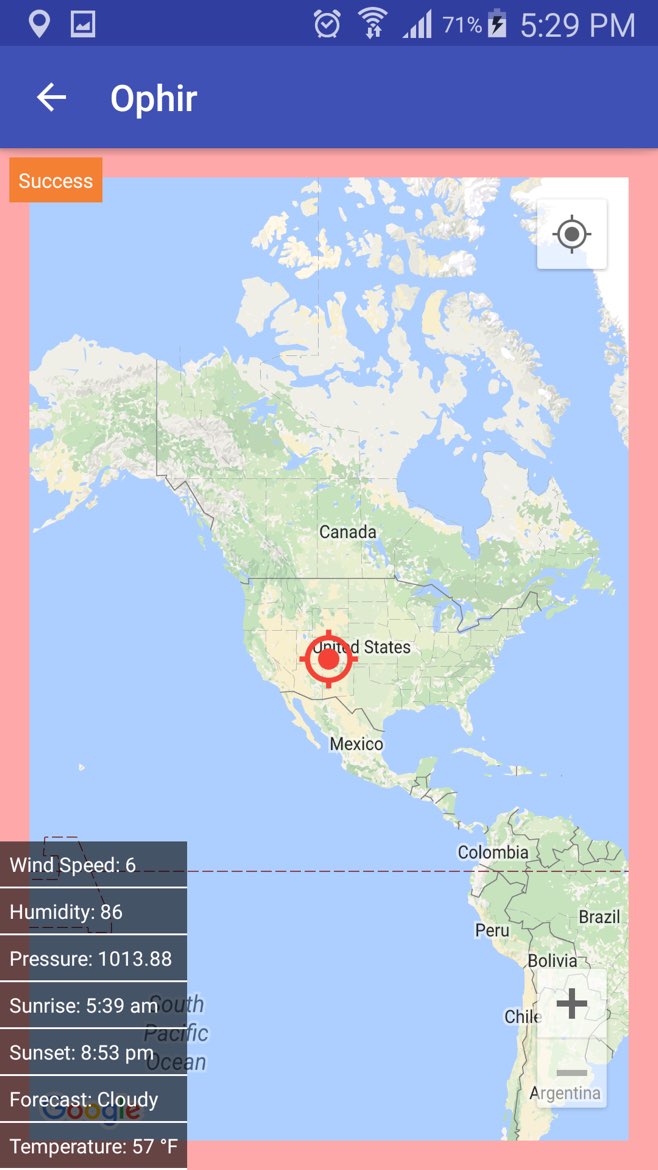 71% 5:29 PM
Ophir
Success
Canada
United States
Mexico
Colombia
Brazil
Peru
Bolivia
Chile
Argentina
South
Pacific
Ocean
Wind Speed: 6
Humidity: 86
Pressure: 1013.88
Sunrise: 5:39 am
Sunset: 8:53 pm
Forecast: Cloudy
Google
Temperature: 57 °F